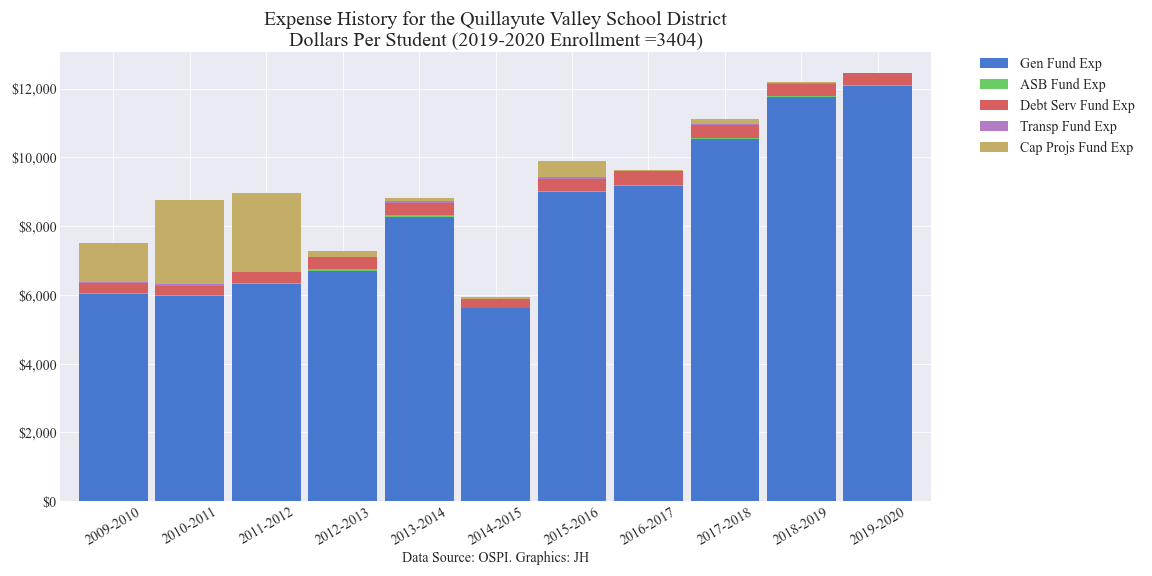 Expense History for the Quillayute Valley School District
Dollars Per Student (2019-2020 Enrollment =3404)
Gen Fund Exp
ASB Fund Exp
Debt Serv Fund Exp
Transp Fund Exp
Cap Projs Fund Exp
$12,000
$10,000
$8,000
$6,000
$4,000
$2,000
$0
2009-2010
2010-2011
2011-2012
2012-2013
2013-2014
2014-2015
2015-2016
2016-2017
2017-2018
2018-2019
2019-2020
Data Source: OSPI. Graphics: JH